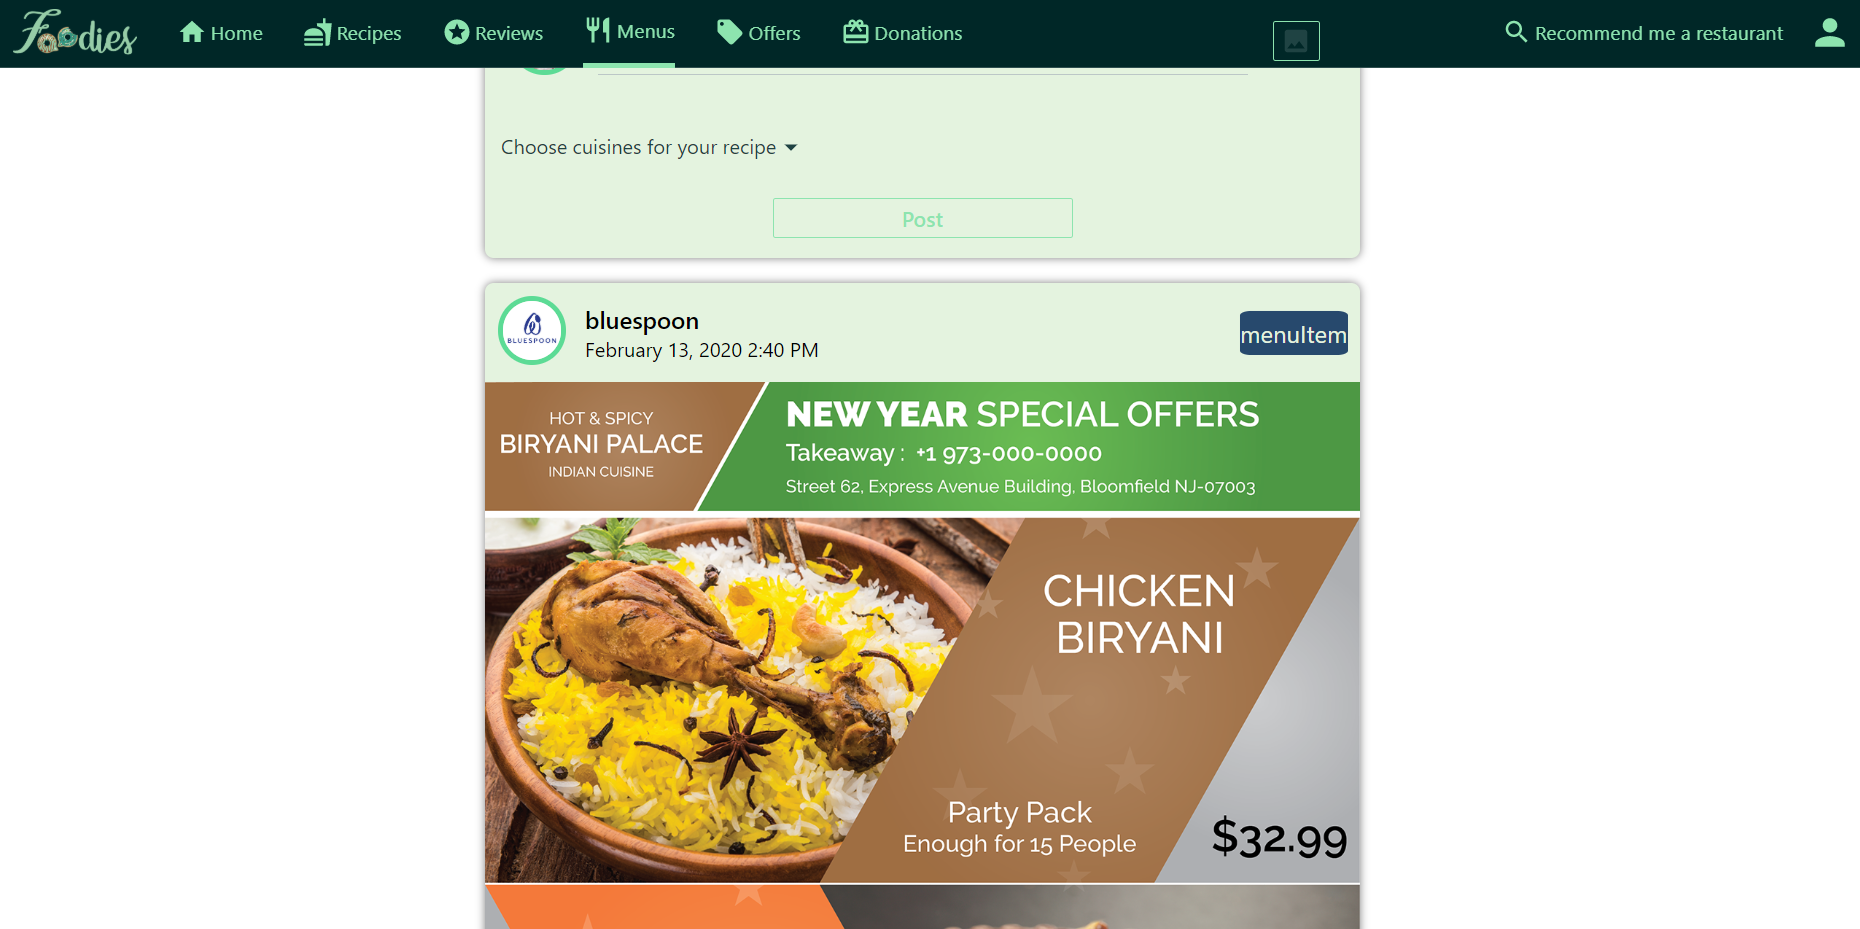 Foodies
Home
Recipes
Reviews
Menus
Offers
Donations
Recommend me a restaurant
Choose cuisines for your recipe
Post
BLUESPOON
bluespoon
February 13, 2020 2:40 PM
menuItem
HOT & SPICY
BIRYANI PALACE
INDIAN CUISINE
NEW YEAR SPECIAL OFFERS
Takeaway : +1 973-000-0000
Street 62, Express Avenue Building, Bloomfield NJ-07003
CHICKEN
BIRYANI
Party Pack
Enough for 15 People
$32.99